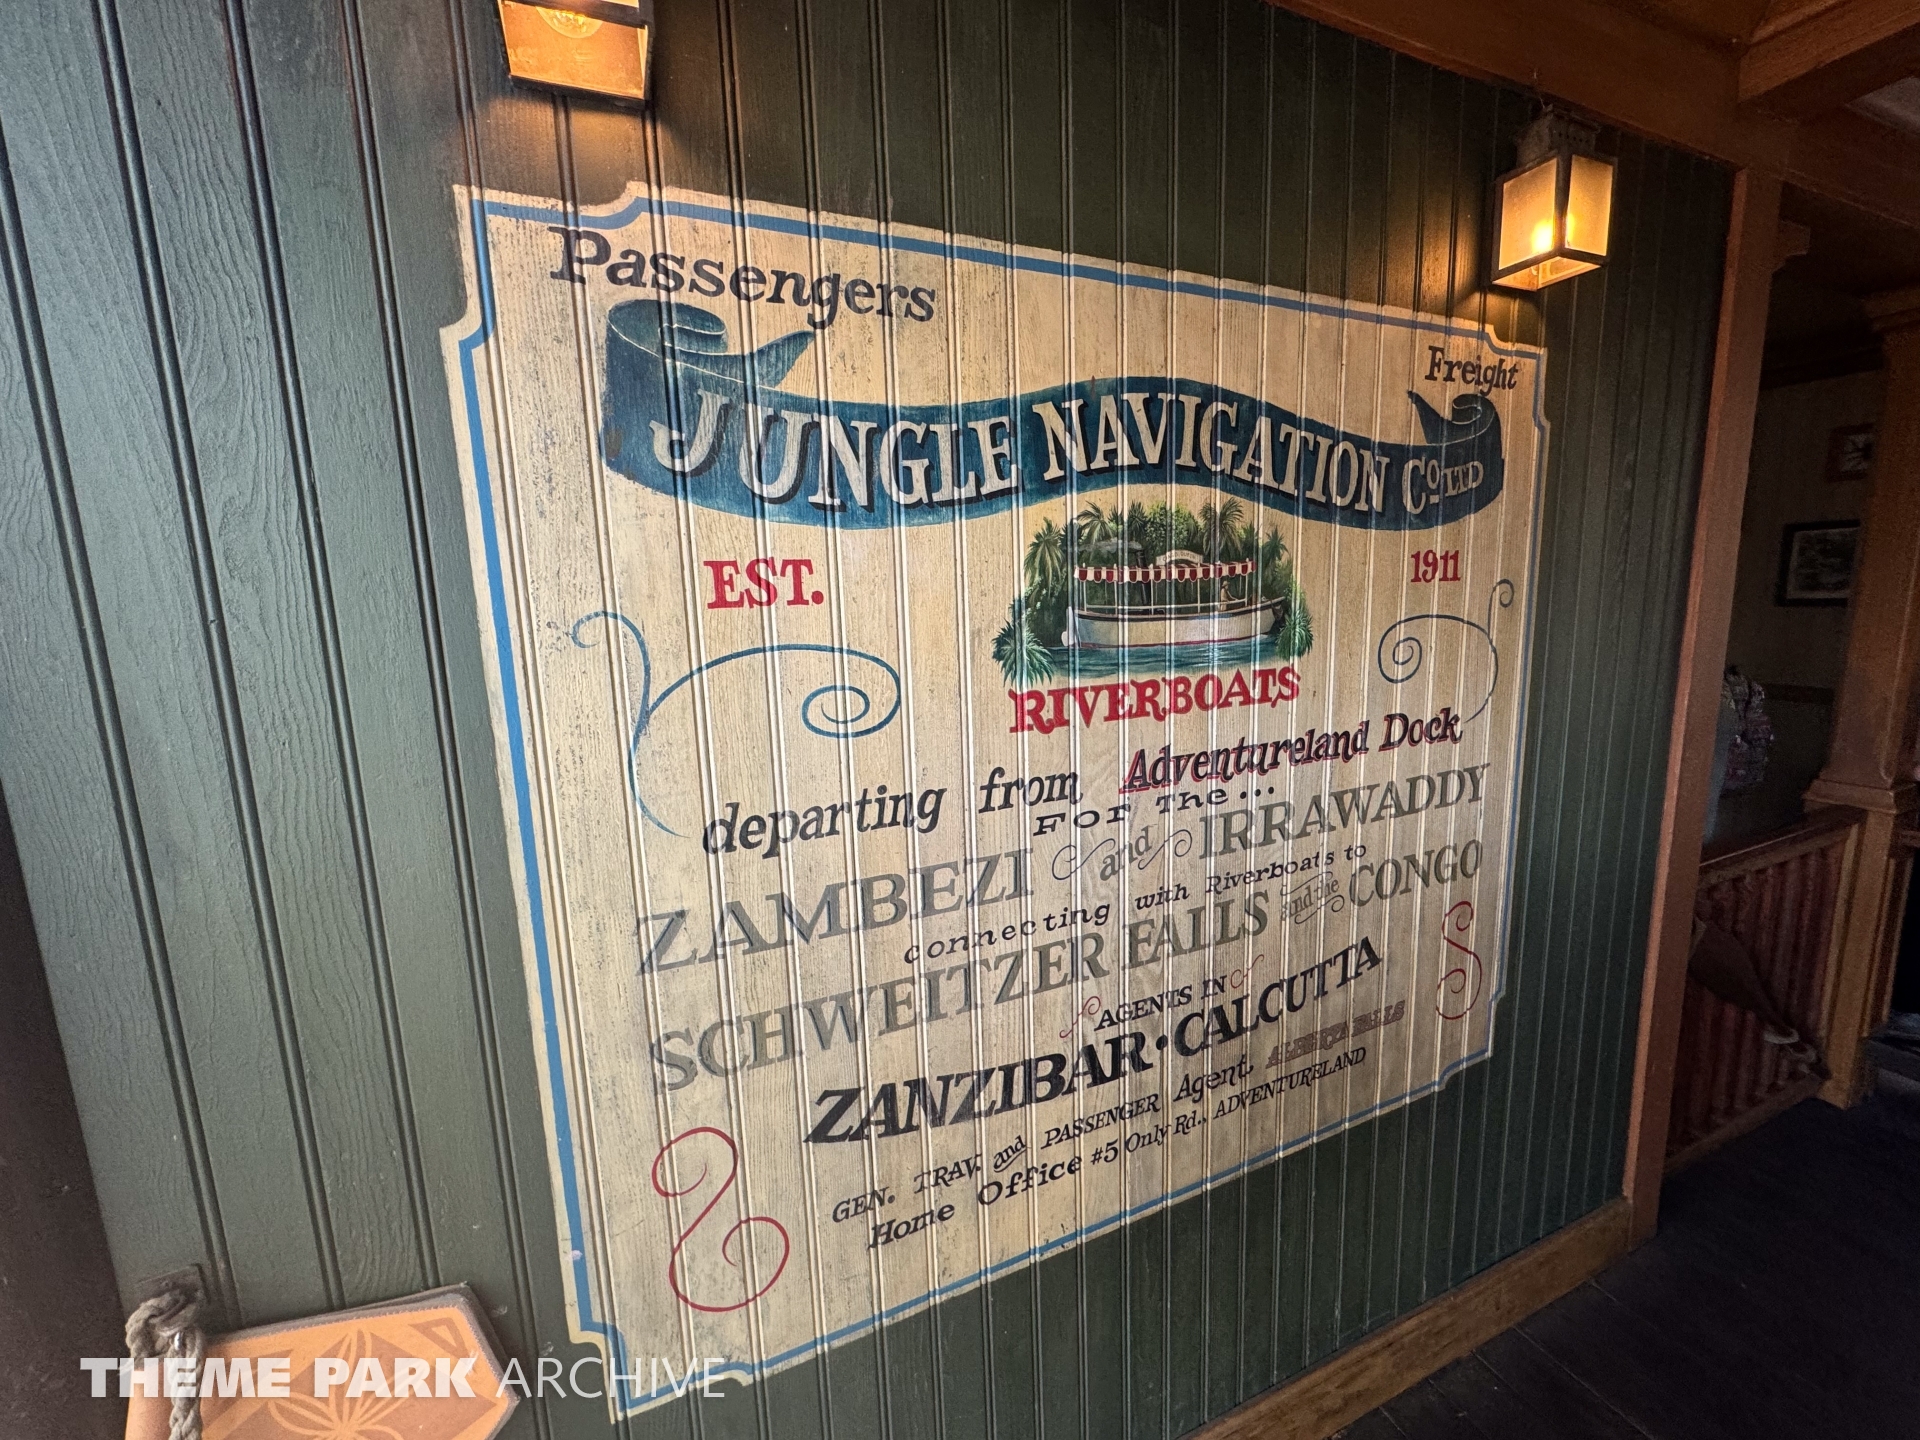 Passengers
Freight
JUNGLE NAVIGATION Co LTD
EST.
1911
RIVERBOATS
departing from Adventureland Dock
For The...
ZAMBEZI and IRRAWADDY
connecting with Riverboats to
SCHWEITZER FALLS and the CONGO
AGENTS IN
ZANZIBAR • CALCUTTA
GEN. TRAV. and PASSENGER Agent, ALBERTA FALLS
Home Office #5 Only Rd., ADVENTURELAND
THEME PARK ARCHIVE